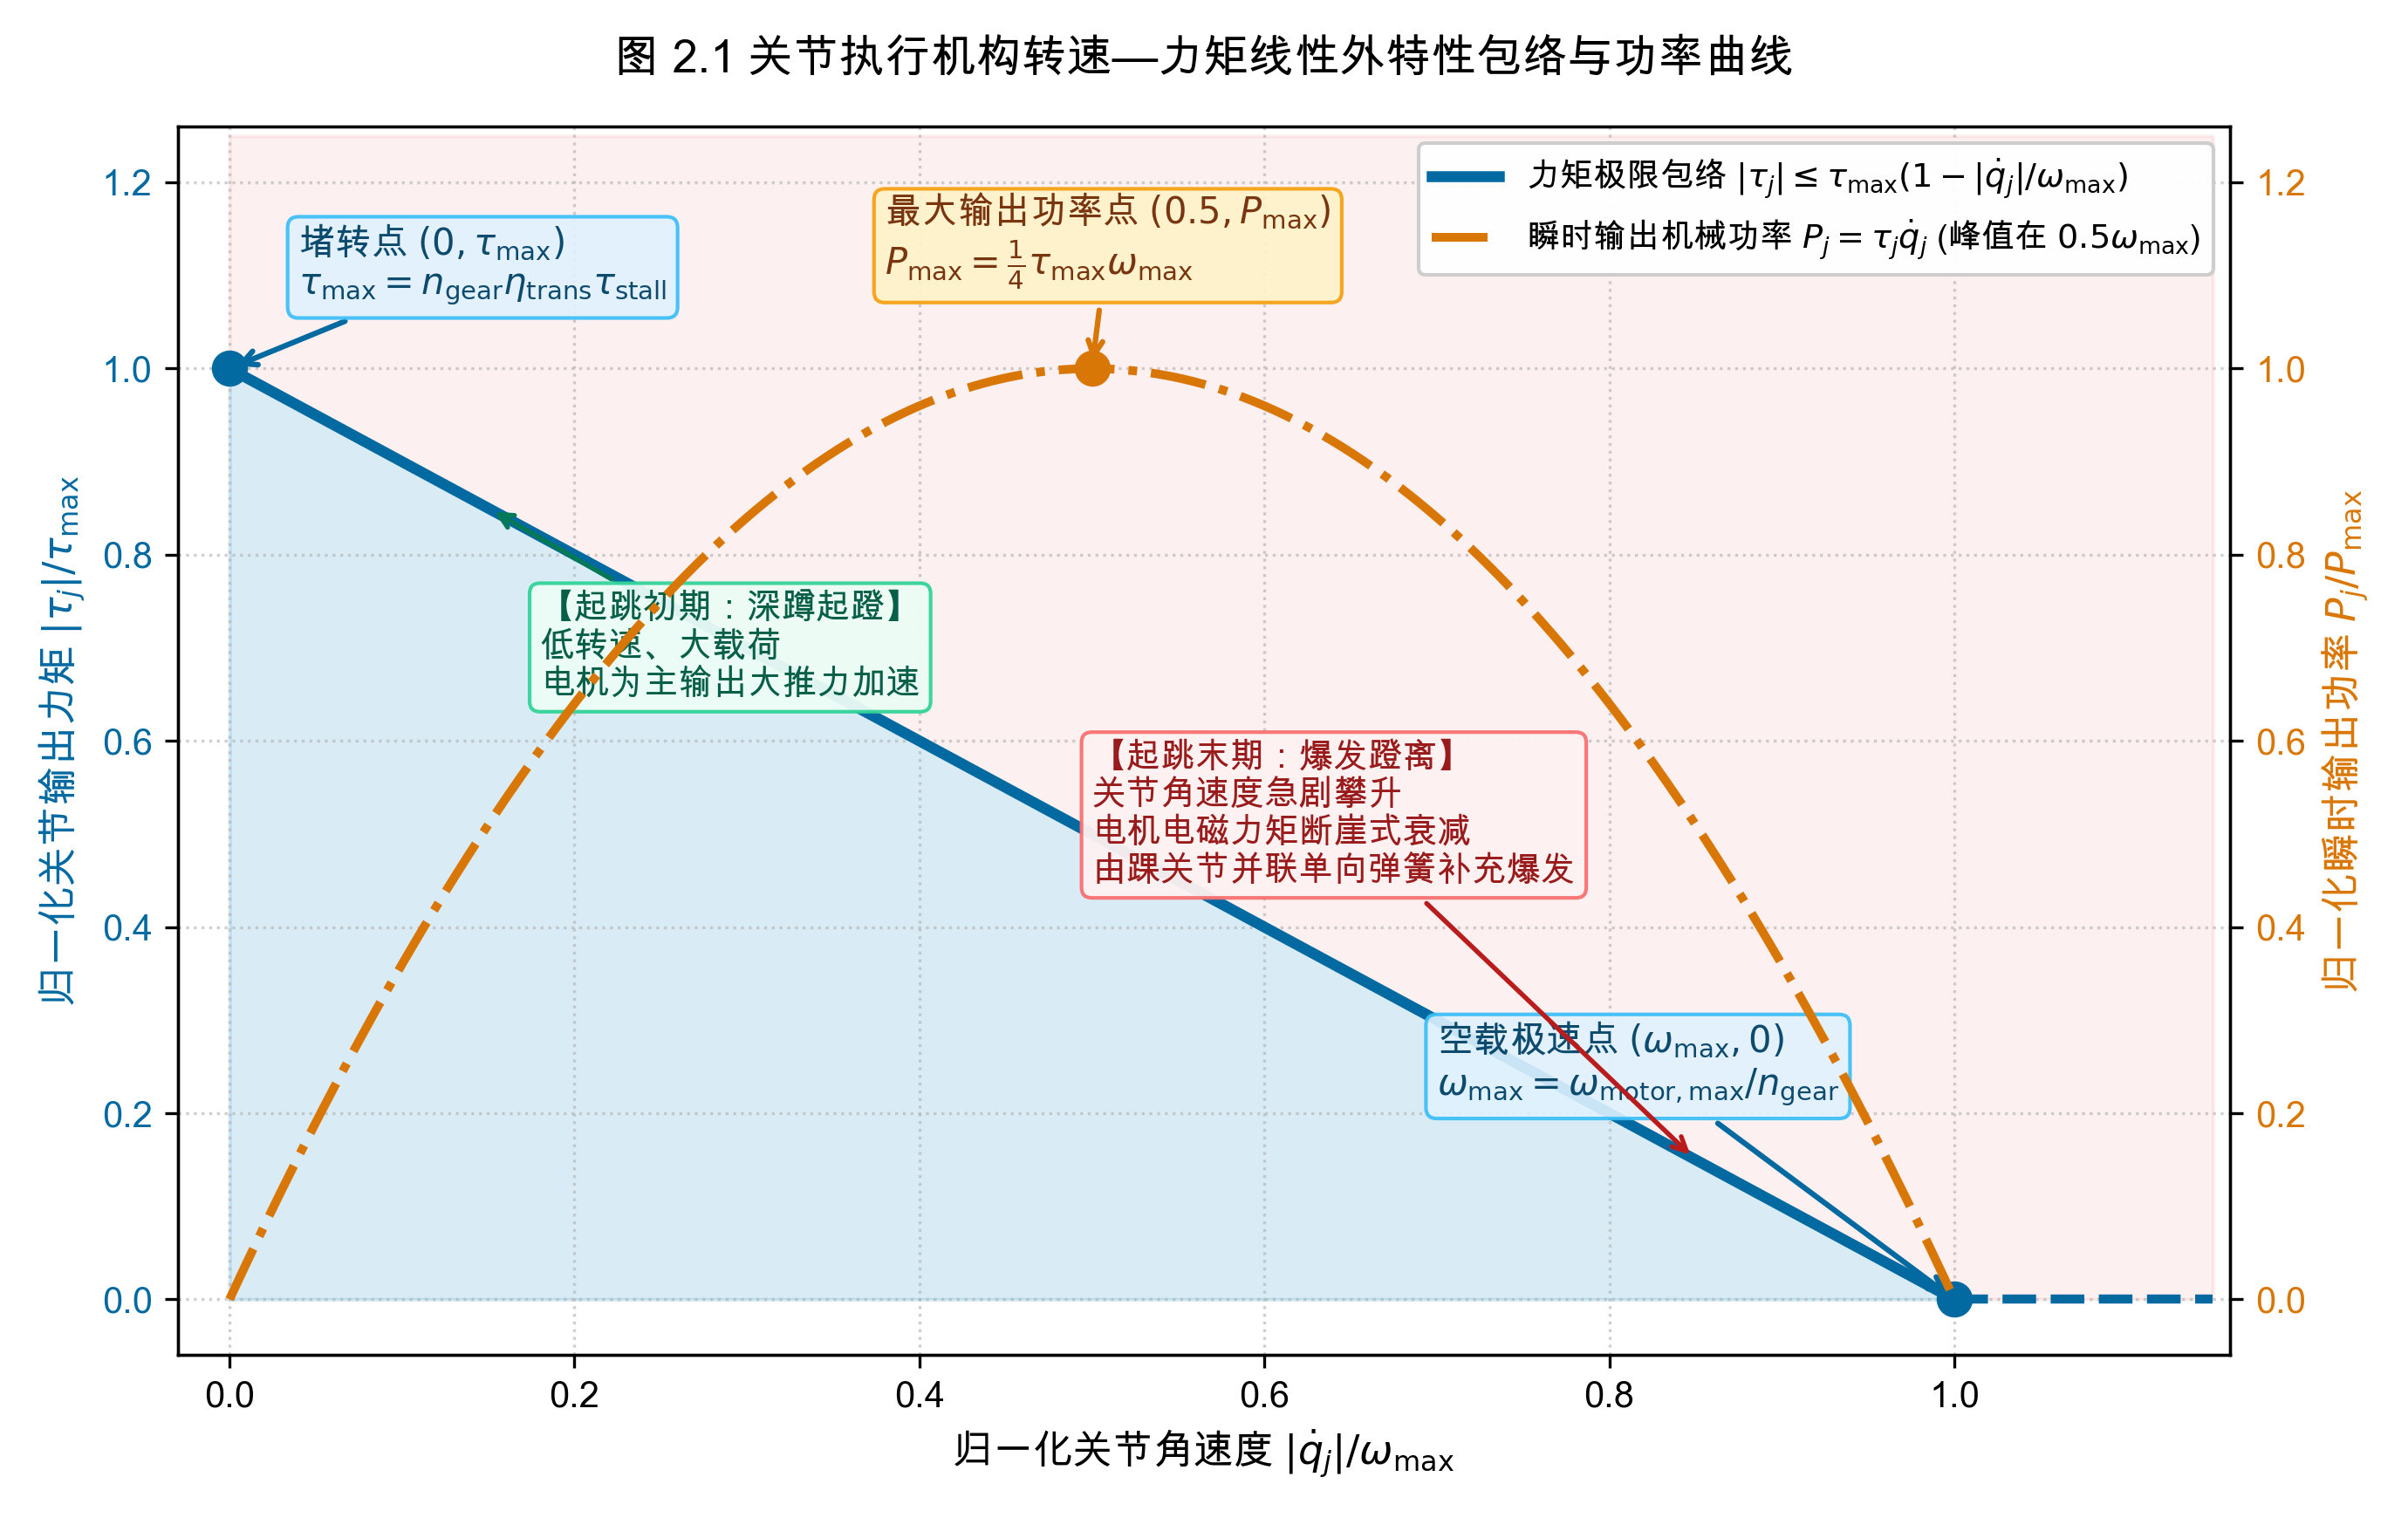 图 2.1 关节执行机构转速—力矩线性外特性包络与功率曲线
力矩极限包络 |τ_j| ≤ τ_max(1 − |q̇_j|/ω_max)
瞬时输出机械功率 P_j = τ_j q̇_j (峰值在 0.5ω_max)
堵转点 (0, τ_max)
τ_max = n_gear η_trans τ_stall
最大输出功率点 (0.5, P_max)
P_max = 1/4 τ_max ω_max
【起跳初期：深蹲起蹬】
低转速、大载荷
电机为主输出大推力加速
【起跳末期：爆发蹬离】
关节角速度急剧攀升
电机电磁力矩断崖式衰减
由踝关节并联单向弹簧补充爆发
空载极速点 (ω_max, 0)
ω_max = ω_motor, max/n_gear
归一化关节输出力矩 |τ_j|/τ_max
1.2
1.0
0.8
0.6
0.4
0.2
0.0
归一化瞬时输出功率 P_j/P_max
1.2
1.0
0.8
0.6
0.4
0.2
0.0
0.0 0.2 0.4 0.6 0.8 1.0
归一化关节角速度 |q̇_j|/ω_max